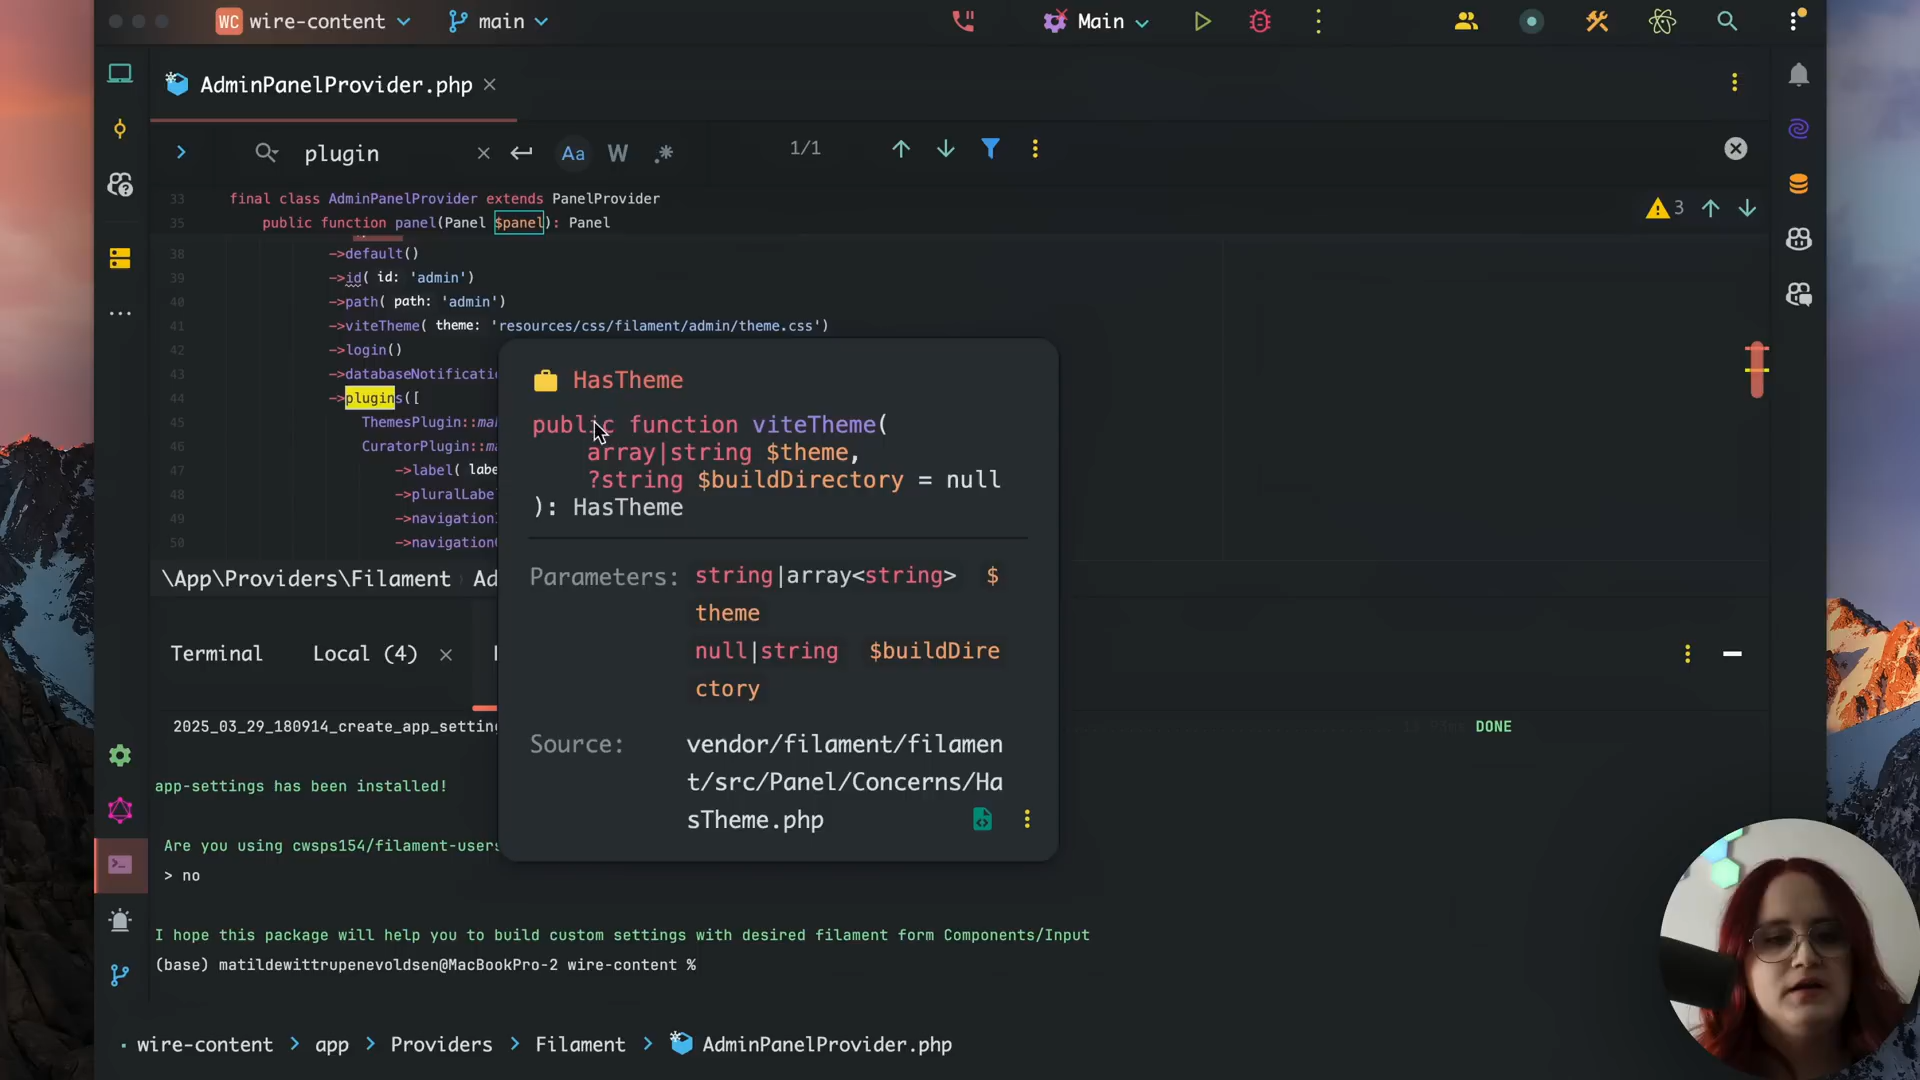 WC wire-content main Main
AdminPanelProvider.php
plugin Aa W .* 1/1
33 final class AdminPanelProvider extends PanelProvider
35 public function panel(Panel $panel): Panel
3
38 ->default()
39 ->id( id: 'admin')
40 ->path( path: 'admin')
41 ->viteTheme( theme: 'resources/css/filament/admin/theme.css')
42 ->login()
43 ->databaseNotificatio
44 ->plugins([
45 ThemesPlugin::ma
46 CuratorPlugin::m
47 ->label( labe
48 ->pluralLabe
49 ->navigation
50 ->navigation
HasTheme
public function viteTheme(
array|string $theme,
?string $buildDirectory = null
): HasTheme
Parameters: string|array<string> $
theme
null|string $buildDire
ctory
Source: vendor/filament/filamen
t/src/Panel/Concerns/Ha
sTheme.php
\App\Providers\Filament Ad
Terminal Local (4)
2025_03_29_180914_create_app_setting DONE
app-settings has been installed!
Are you using cwsps154/filament-users
> no
I hope this package will help you to build custom settings with desired filament form Components/Input
(base) matildewittrupenevoldsen@MacBookPro-2 wire-content %
wire-content > app > Providers > Filament > AdminPanelProvider.php